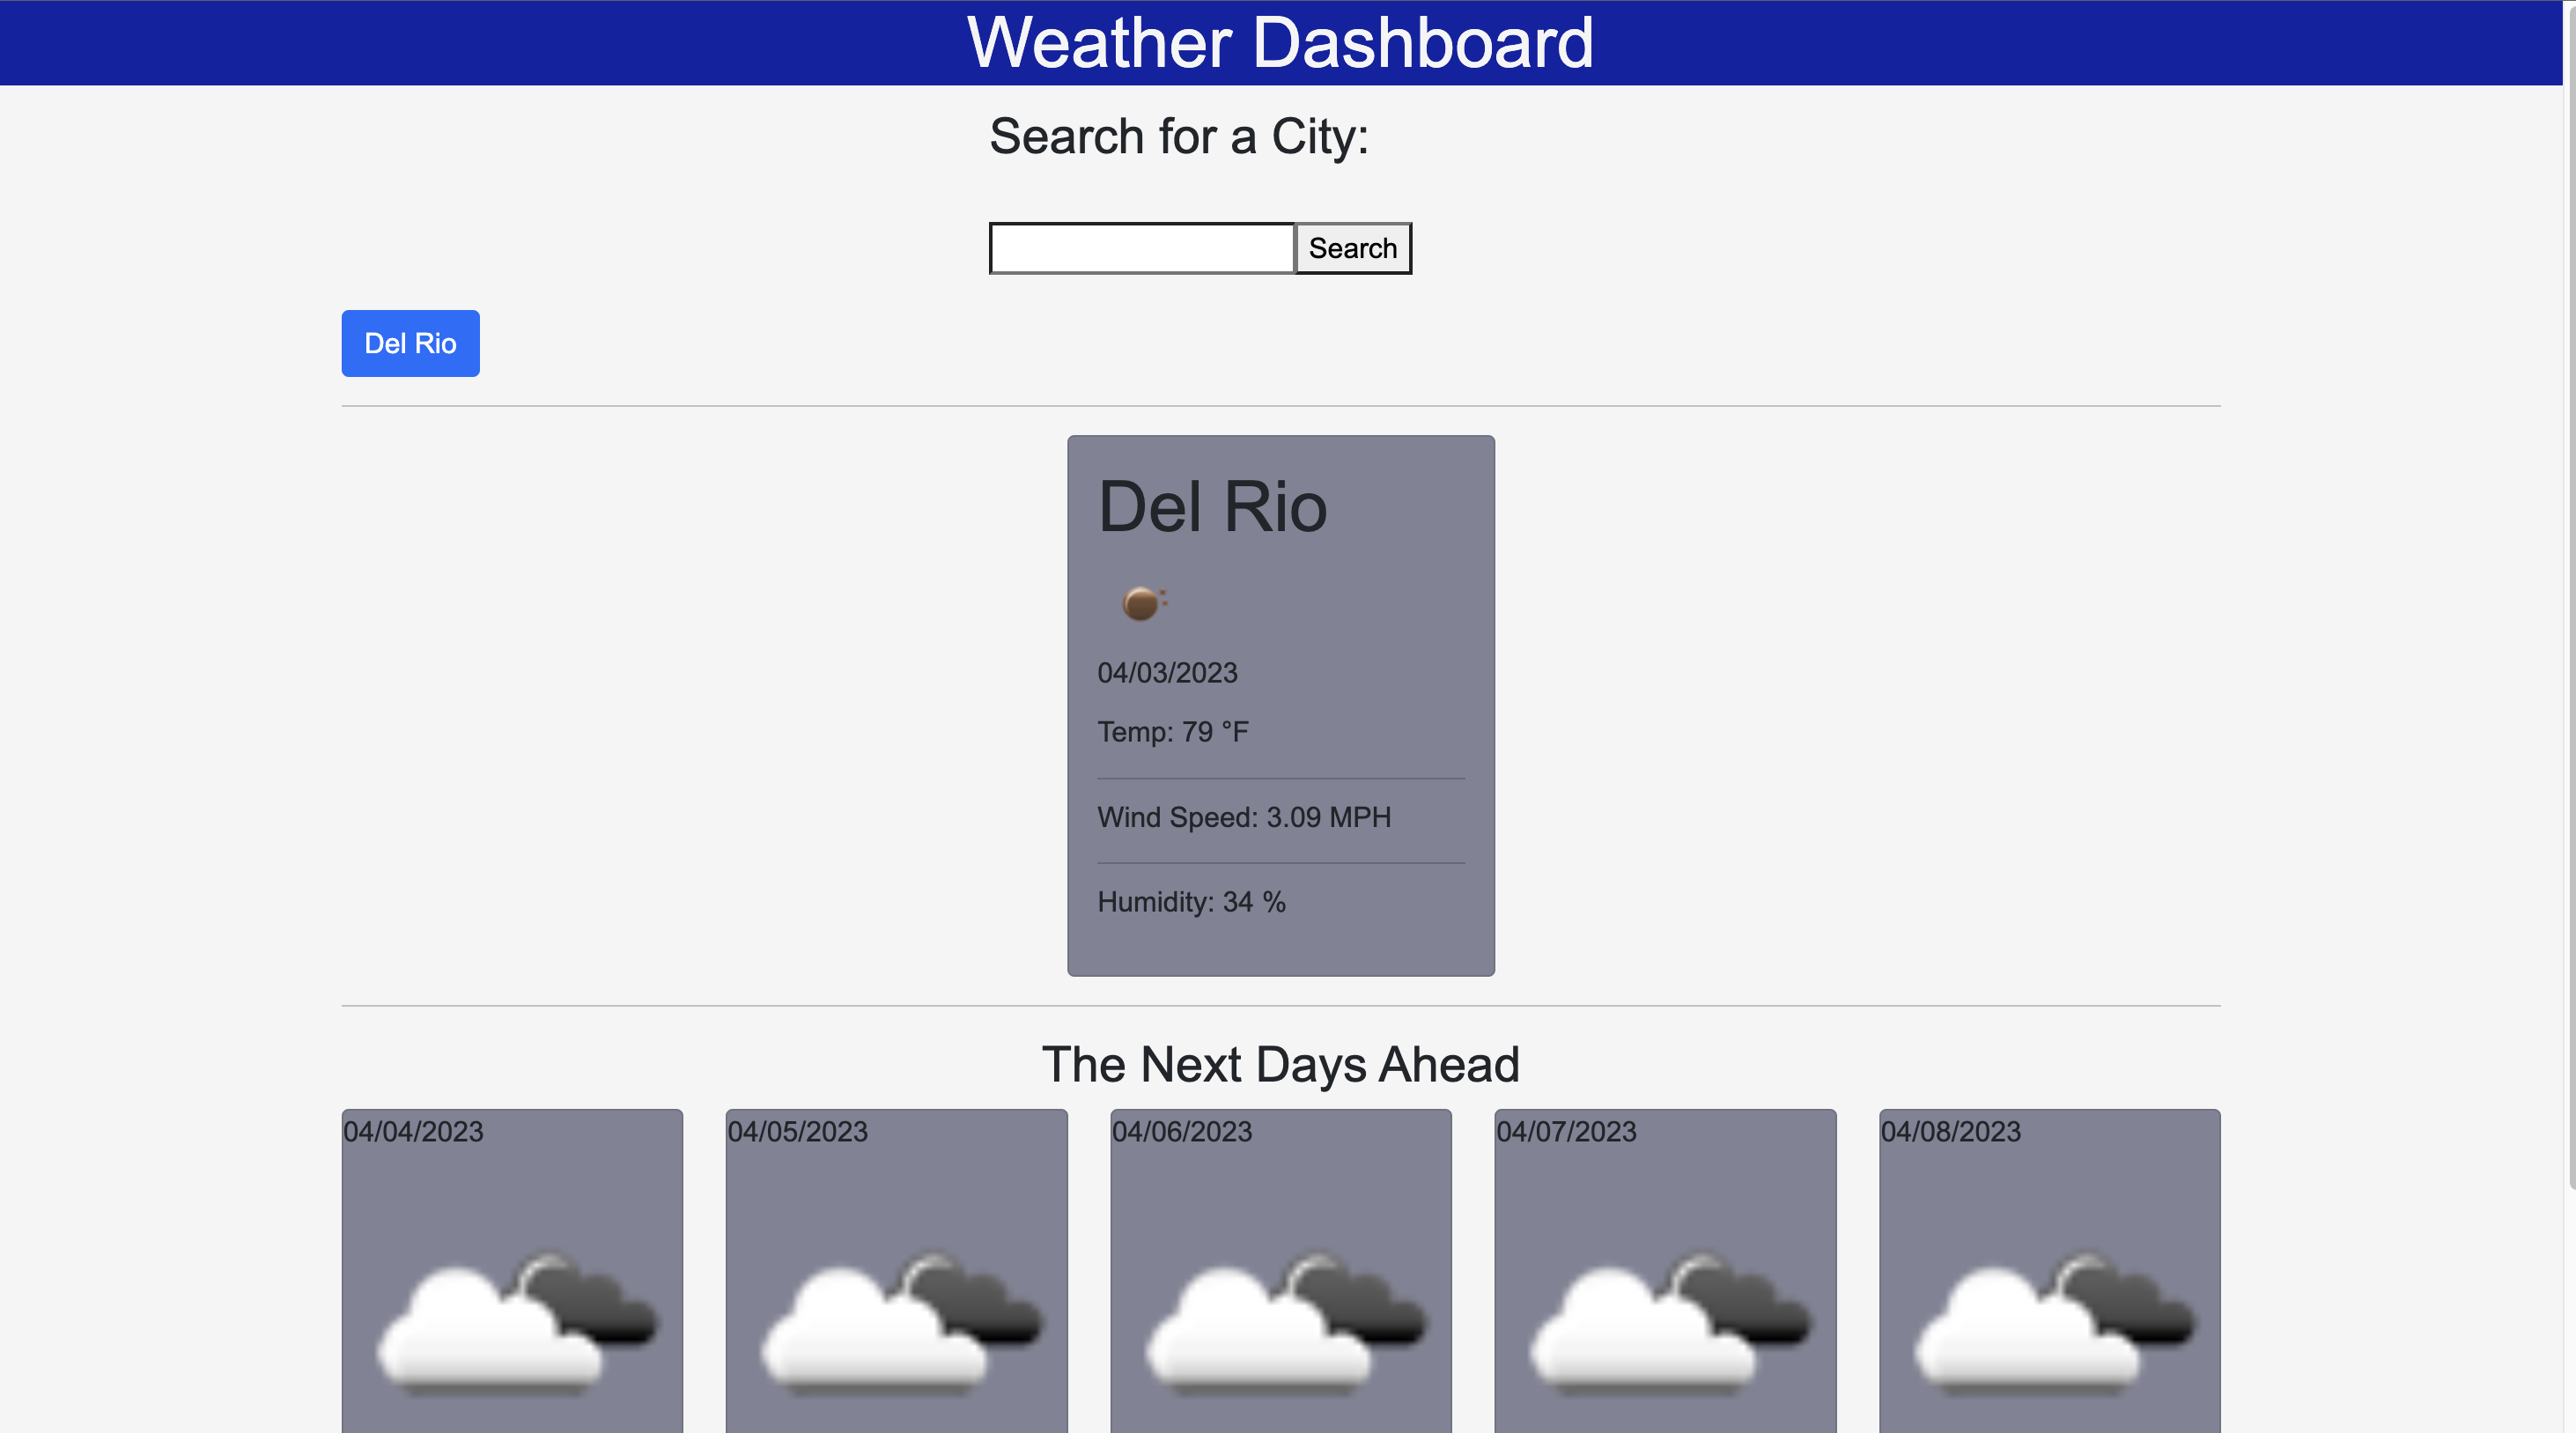 Weather Dashboard
Search for a City:
Search
Del Rio
Del Rio
04/03/2023
Temp: 79 °F
Wind Speed: 3.09 MPH
Humidity: 34 %
The Next Days Ahead
04/04/2023
04/05/2023
04/06/2023
04/07/2023
04/08/2023